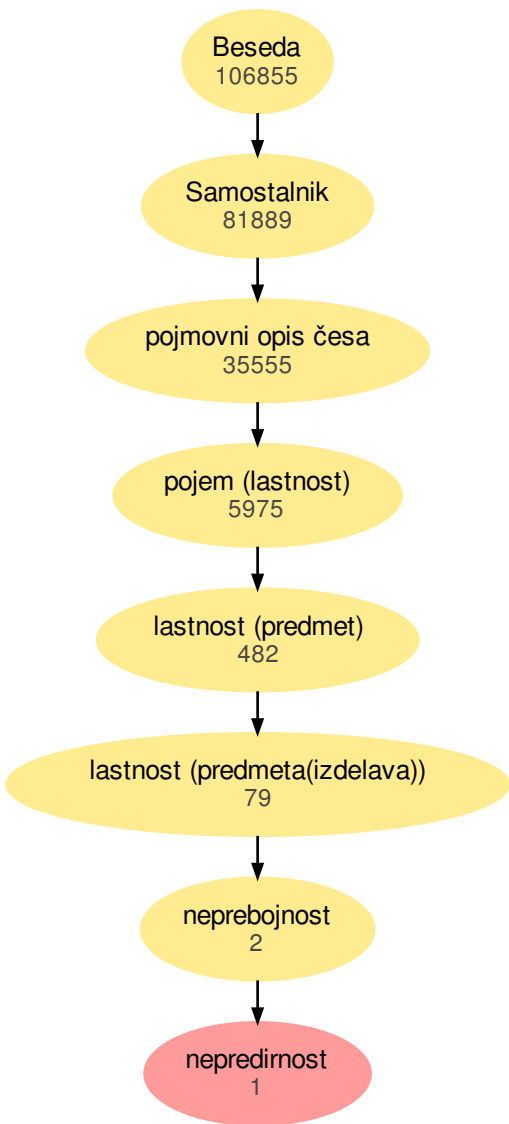 Beseda
106855
Samostalnik
81889
pojmovni opis česa
35555
pojem (lastnost)
5975
lastnost (predmet)
482
lastnost (predmeta(izdelava))
79
neprebojnost
2
nepredirnost
1